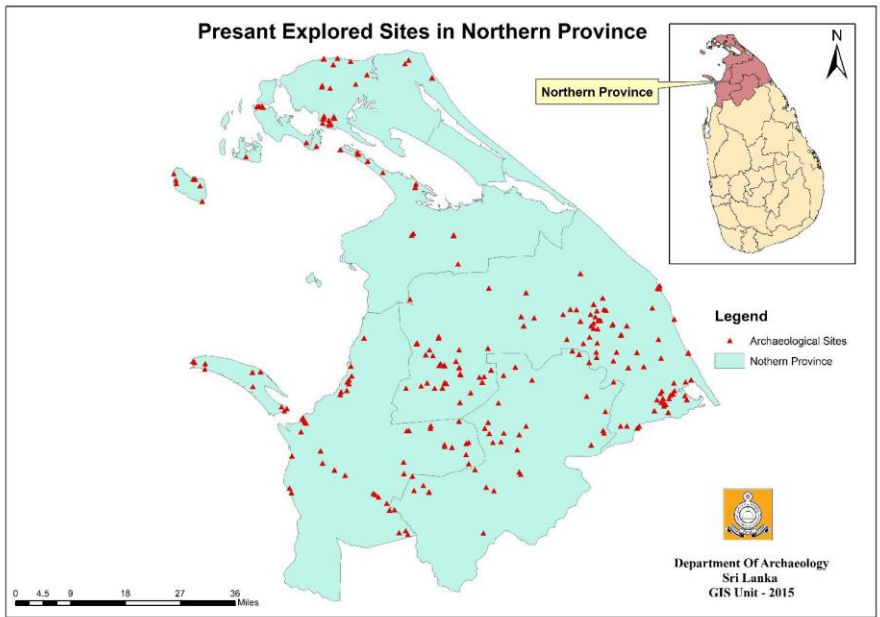 Presant Explored Sites in Northern Province
N
Northern Province
Legend
Archaeological Sites
Nothern Province
Department Of Archaeology
Sri Lanka
GIS Unit - 2015
0 4.5 9 18 27 36
Miles